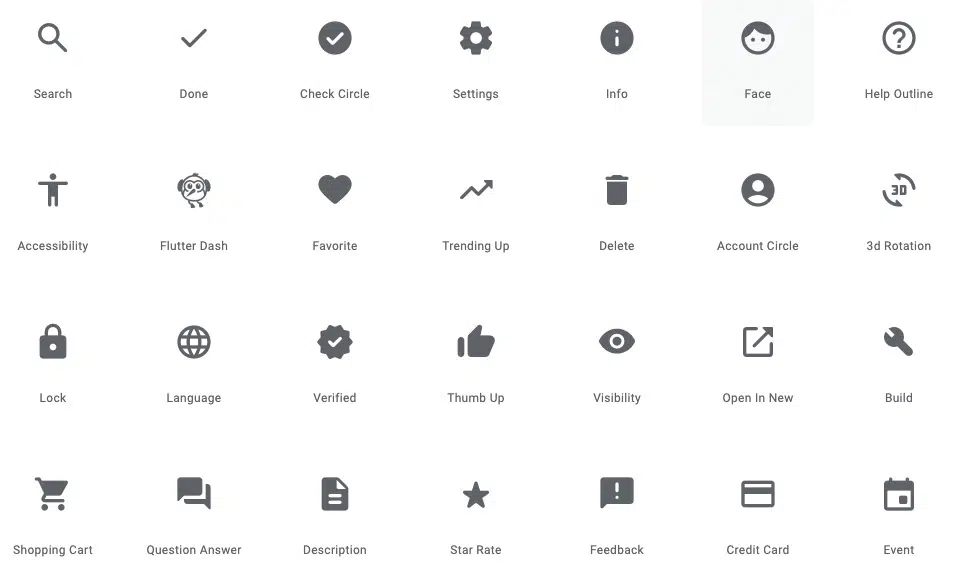 Search
Done
Check Circle
Settings
Info
Face
Help Outline
Accessibility
Flutter Dash
Favorite
Trending Up
Delete
Account Circle
3D
3d Rotation
Lock
Language
Verified
Thumb Up
Visibility
Open In New
Build
Shopping Cart
Question Answer
Description
Star Rate
Feedback
Credit Card
Event